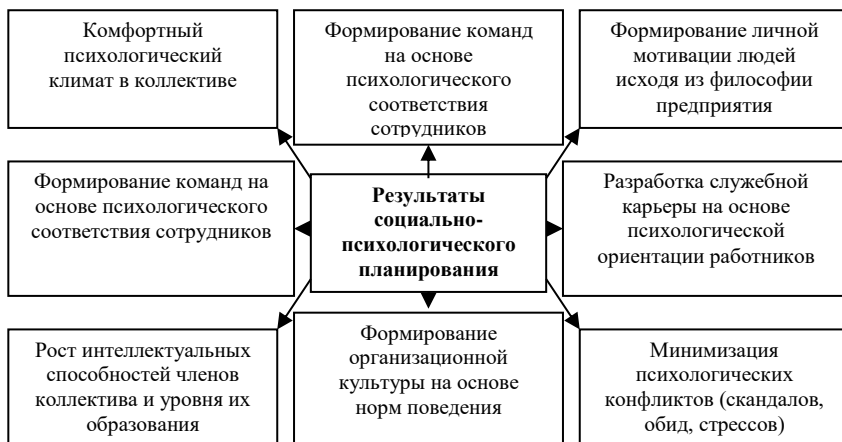 Комфортный
психологический
климат в коллективе
Формирование команд
на основе
психологического
соответствия
сотрудников
Формирование личной
мотивации людей
исходя из философии
предприятия
Формирование команд на
основе психологического
соответствия сотрудников
Результаты
социально-
психологического
планирования
Разработка служебной
карьеры на основе
психологической
ориентации работников
Рост интеллектуальных
способностей членов
коллектива и уровня их
образования
Формирование
организационной
культуры на основе
норм поведения
Минимизация
психологических
конфликтов (скандалов,
обид, стрессов)